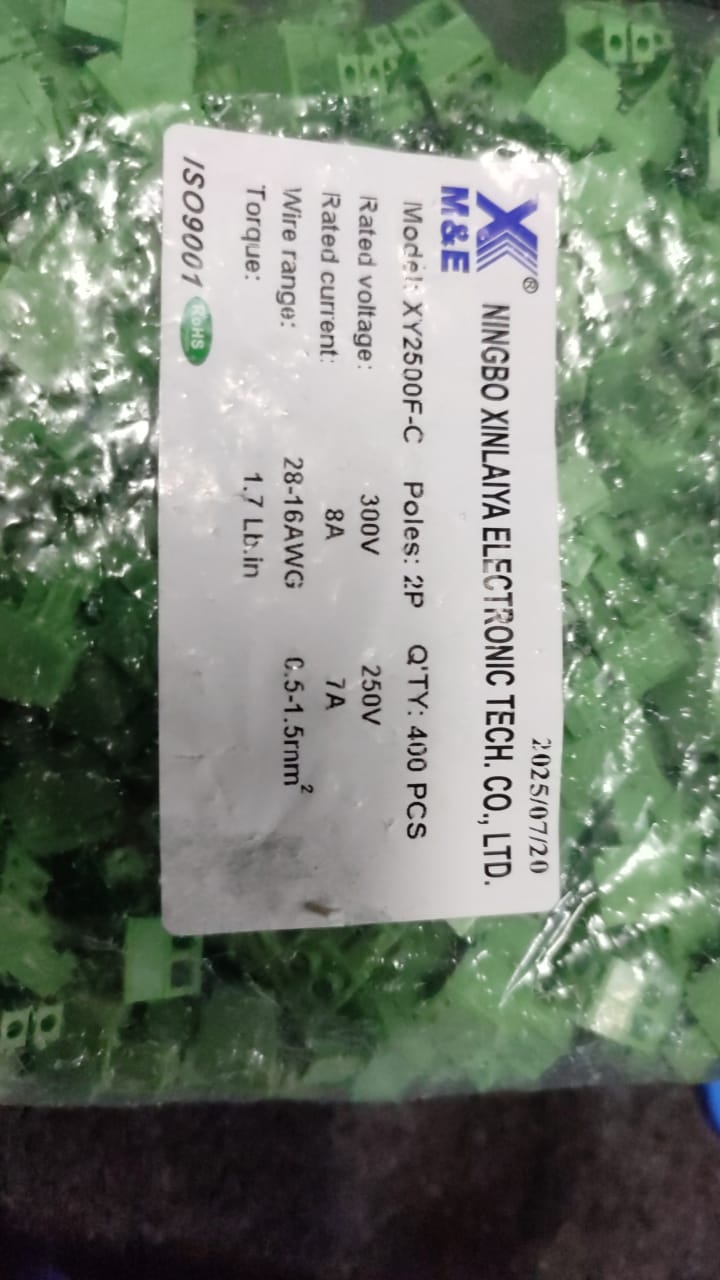 2025/07/20
X®
M&E
NINGBO XINLAIYA ELECTRONIC TECH. CO., LTD.
Model: XY2500F-C Poles: 2P Q'TY: 400 PCS
Rated voltage: 300V 250V
Rated current: 8A 7A
Wire range: 28-16AWG 0.5-1.5mm²
Torque: 1.7 Lb.in
ISO9001 RoHS